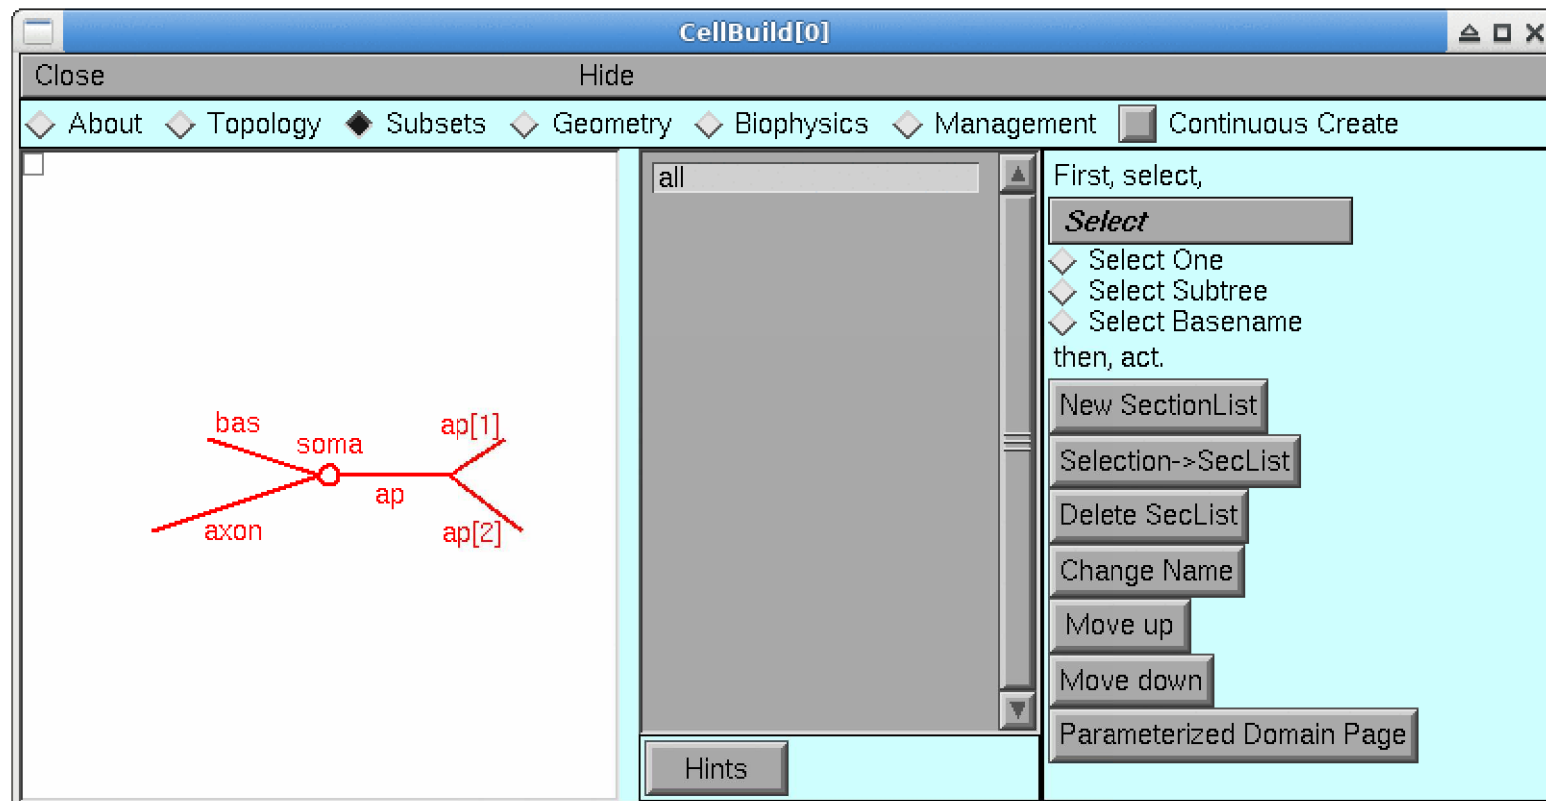 CellBuild[0]
Close Hide
About Topology Subsets Geometry Biophysics Management Continuous Create
all
First, select,
Select
Select One
Select Subtree
Select Basename
then, act.
New SectionList
Selection->SecList
Delete SecList
Change Name
Move up
Move down
Parameterized Domain Page
bas
soma
ap[1]
ap
axon
ap[2]
Hints